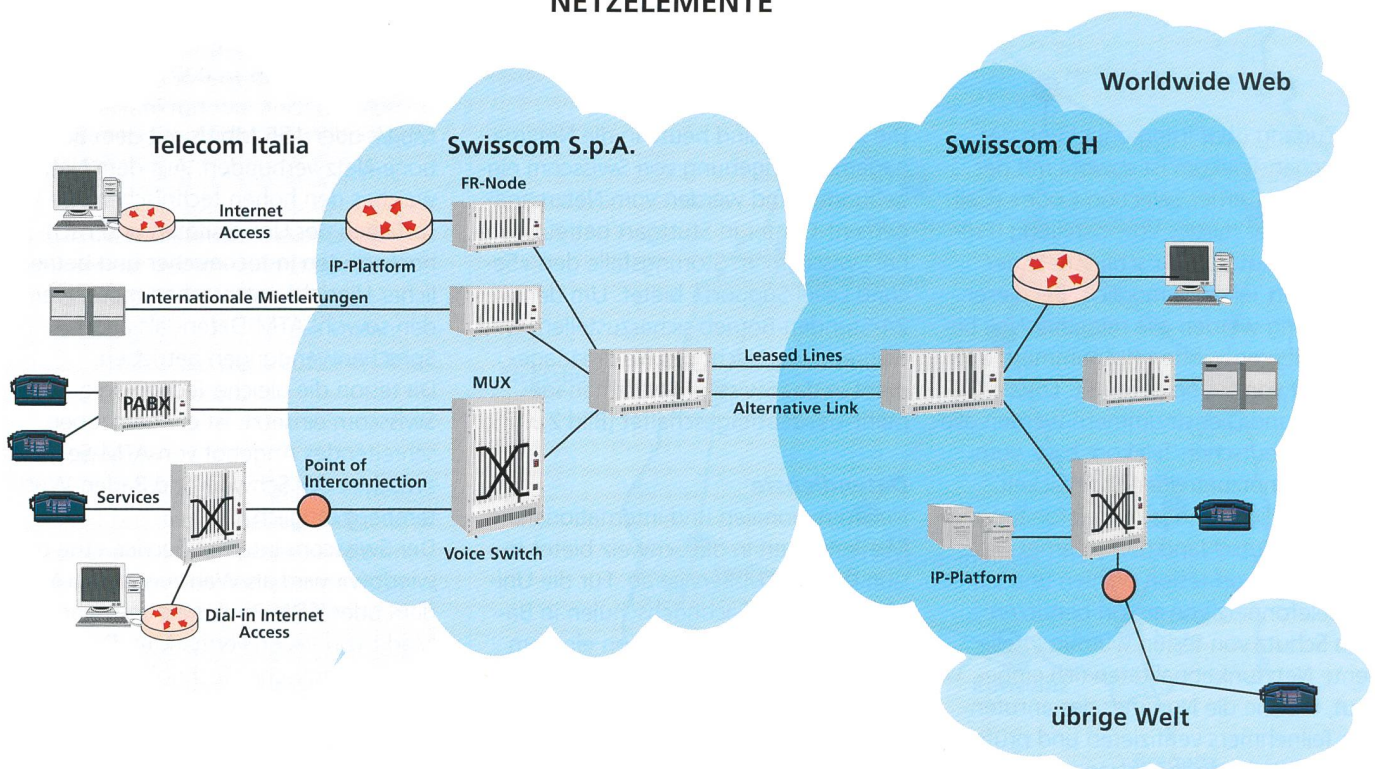 NETZELEMENTE
Worldwide Web
Telecom Italia
Swisscom S.p.A.
Swisscom CH
FR-Node
Internet
Access
IP-Platform
Internationale Mietleitungen
Leased Lines
MUX
PABX
Alternative Link
Point of
Interconnection
Services
Voice Switch
IP-Platform
Dial-in Internet
Access
übrige Welt